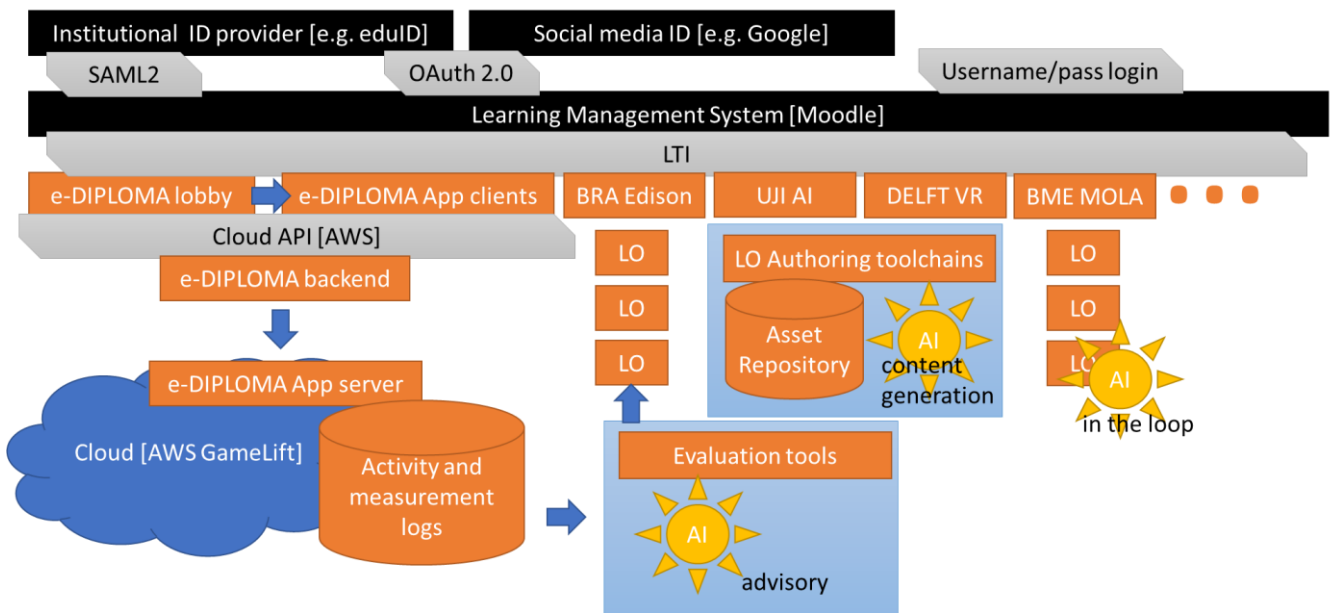 Institutional ID provider [e.g. eduID]
Social media ID [e.g. Google]
SAML2
OAuth 2.0
Username/pass login
Learning Management System [Moodle]
LTI
e-DIPLOMA lobby
e-DIPLOMA App clients
BRA Edison
UJI AI
DELFT VR
BME MOLA
Cloud API [AWS]
e-DIPLOMA backend
LO
LO
LO
LO Authoring toolchains
Asset
Repository
AI
content
generation
LO
LO
LO
AI
in the loop
e-DIPLOMA App server
Cloud [AWS GameLift]
Activity and
measurement
logs
Evaluation tools
AI
advisory